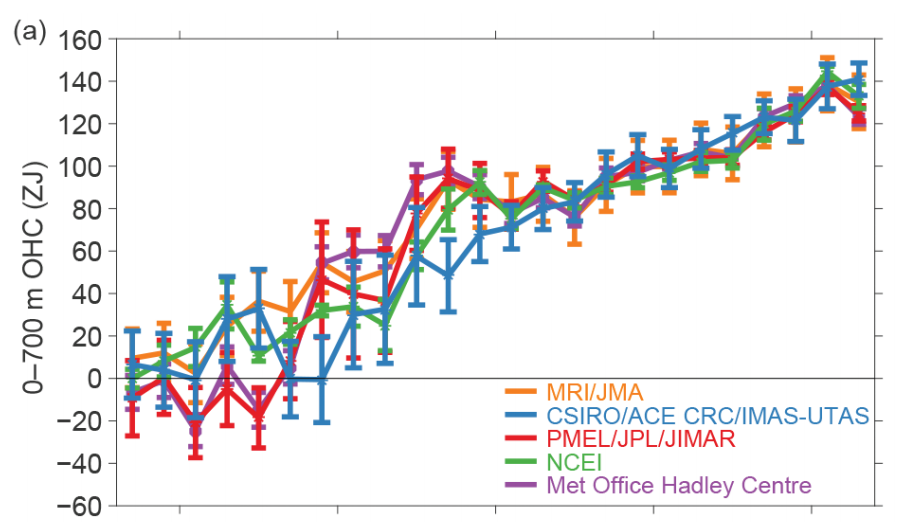 (a)
0–700 m OHC (ZJ)
160
140
120
100
80
60
40
20
0
−20
−40
−60
MRI/JMA
CSIRO/ACE CRC/IMAS-UTAS
PMEL/JPL/JIMAR
NCEI
Met Office Hadley Centre